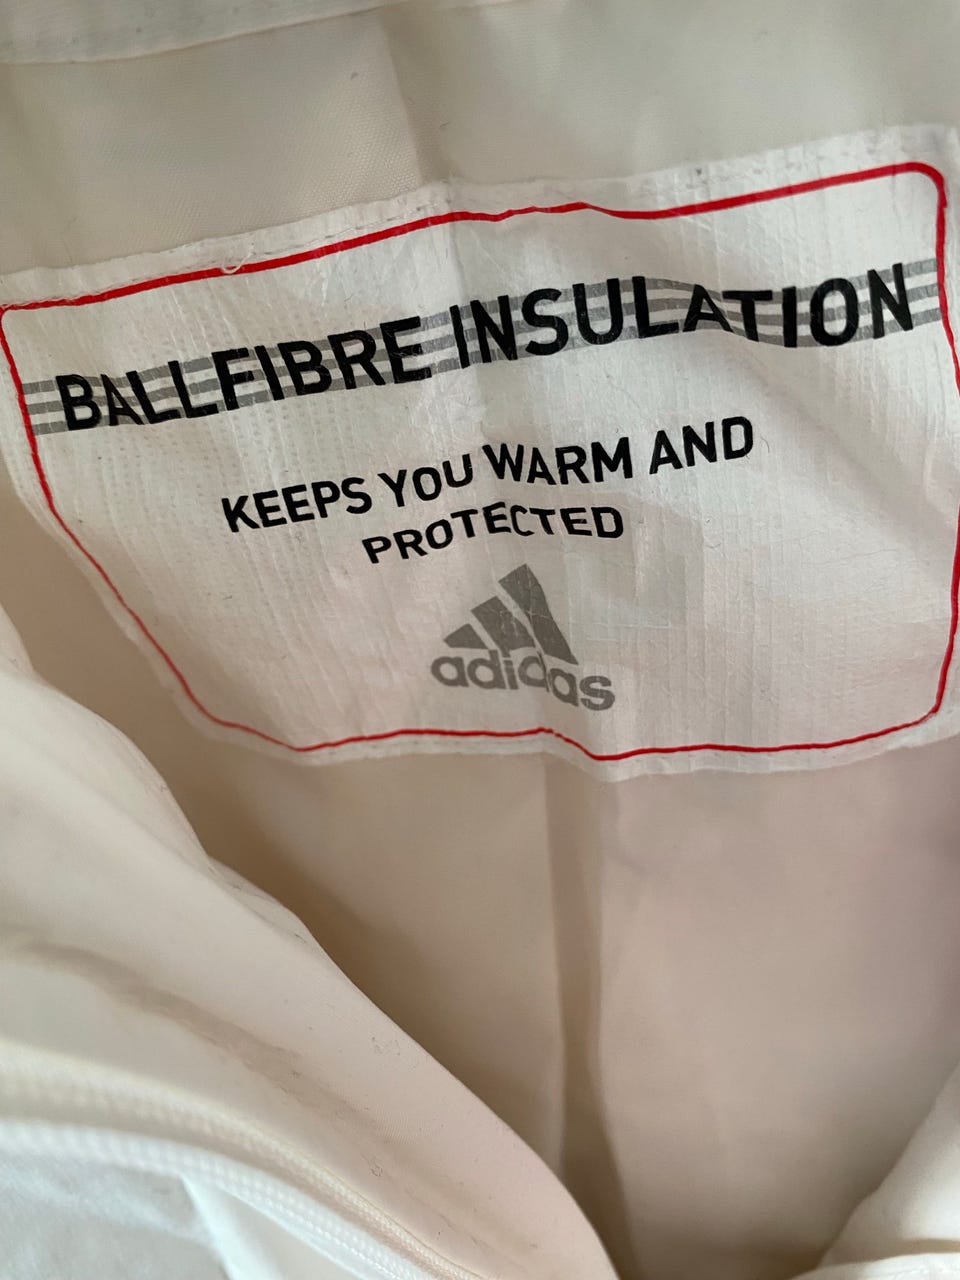 BALLFIBRE INSULATION
KEEPS YOU WARM AND
PROTECTED
adidas